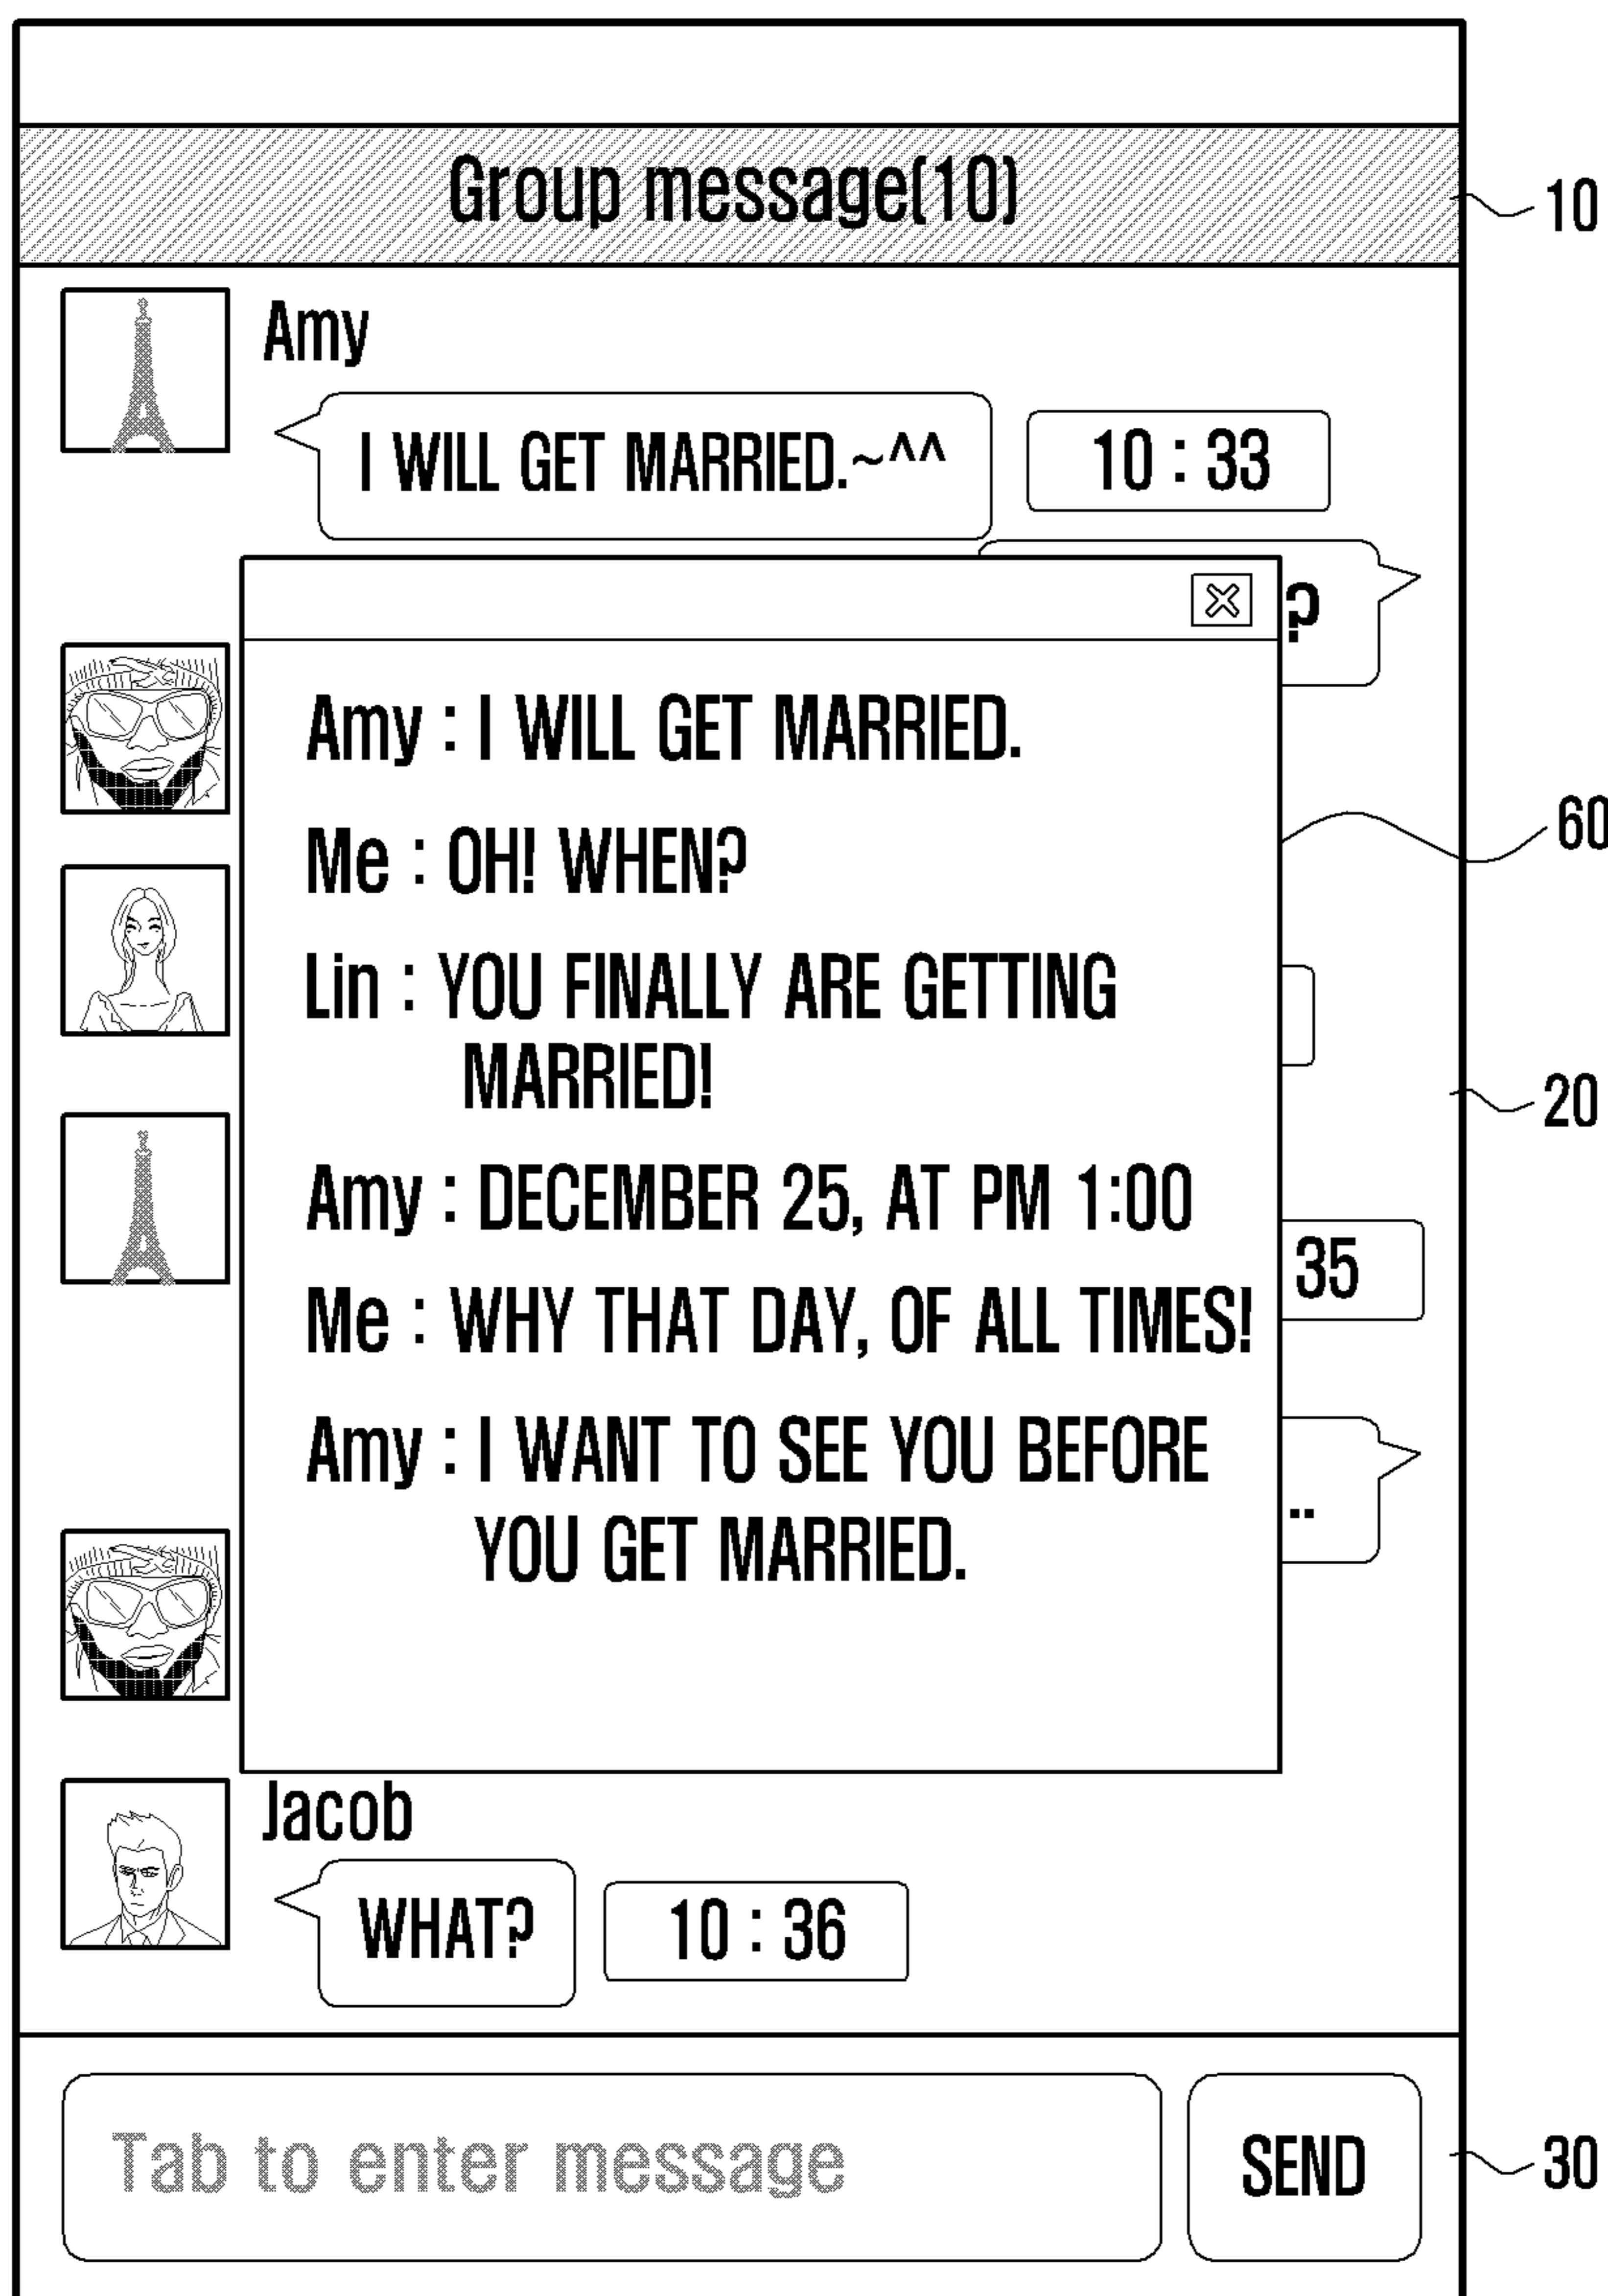 Group message(10)
10
Amy
I WILL GET MARRIED.~^^
10 : 33
?
Amy : I WILL GET MARRIED.
Me : OH! WHEN?
60
Lin : YOU FINALLY ARE GETTING
MARRIED!
20
Amy : DECEMBER 25, AT PM 1:00
35
Me : WHY THAT DAY, OF ALL TIMES!
Amy : I WANT TO SEE YOU BEFORE
..
YOU GET MARRIED.
Jacob
WHAT?
10 : 36
Tab to enter message
SEND
30